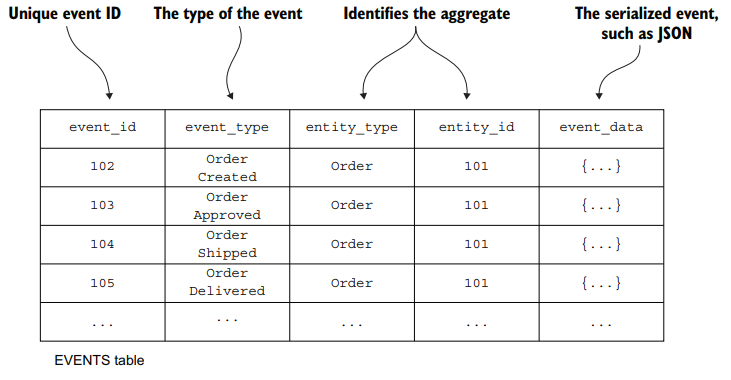 Unique event ID The type of the event Identifies the aggregate The serialized event,
such as JSON
event_id event_type entity_type entity_id event_data
102 Order Created Order 101 {...}
103 Order Approved Order 101 {...}
104 Order Shipped Order 101 {...}
105 Order Delivered Order 101 {...}
... ... ... ... ...
EVENTS table